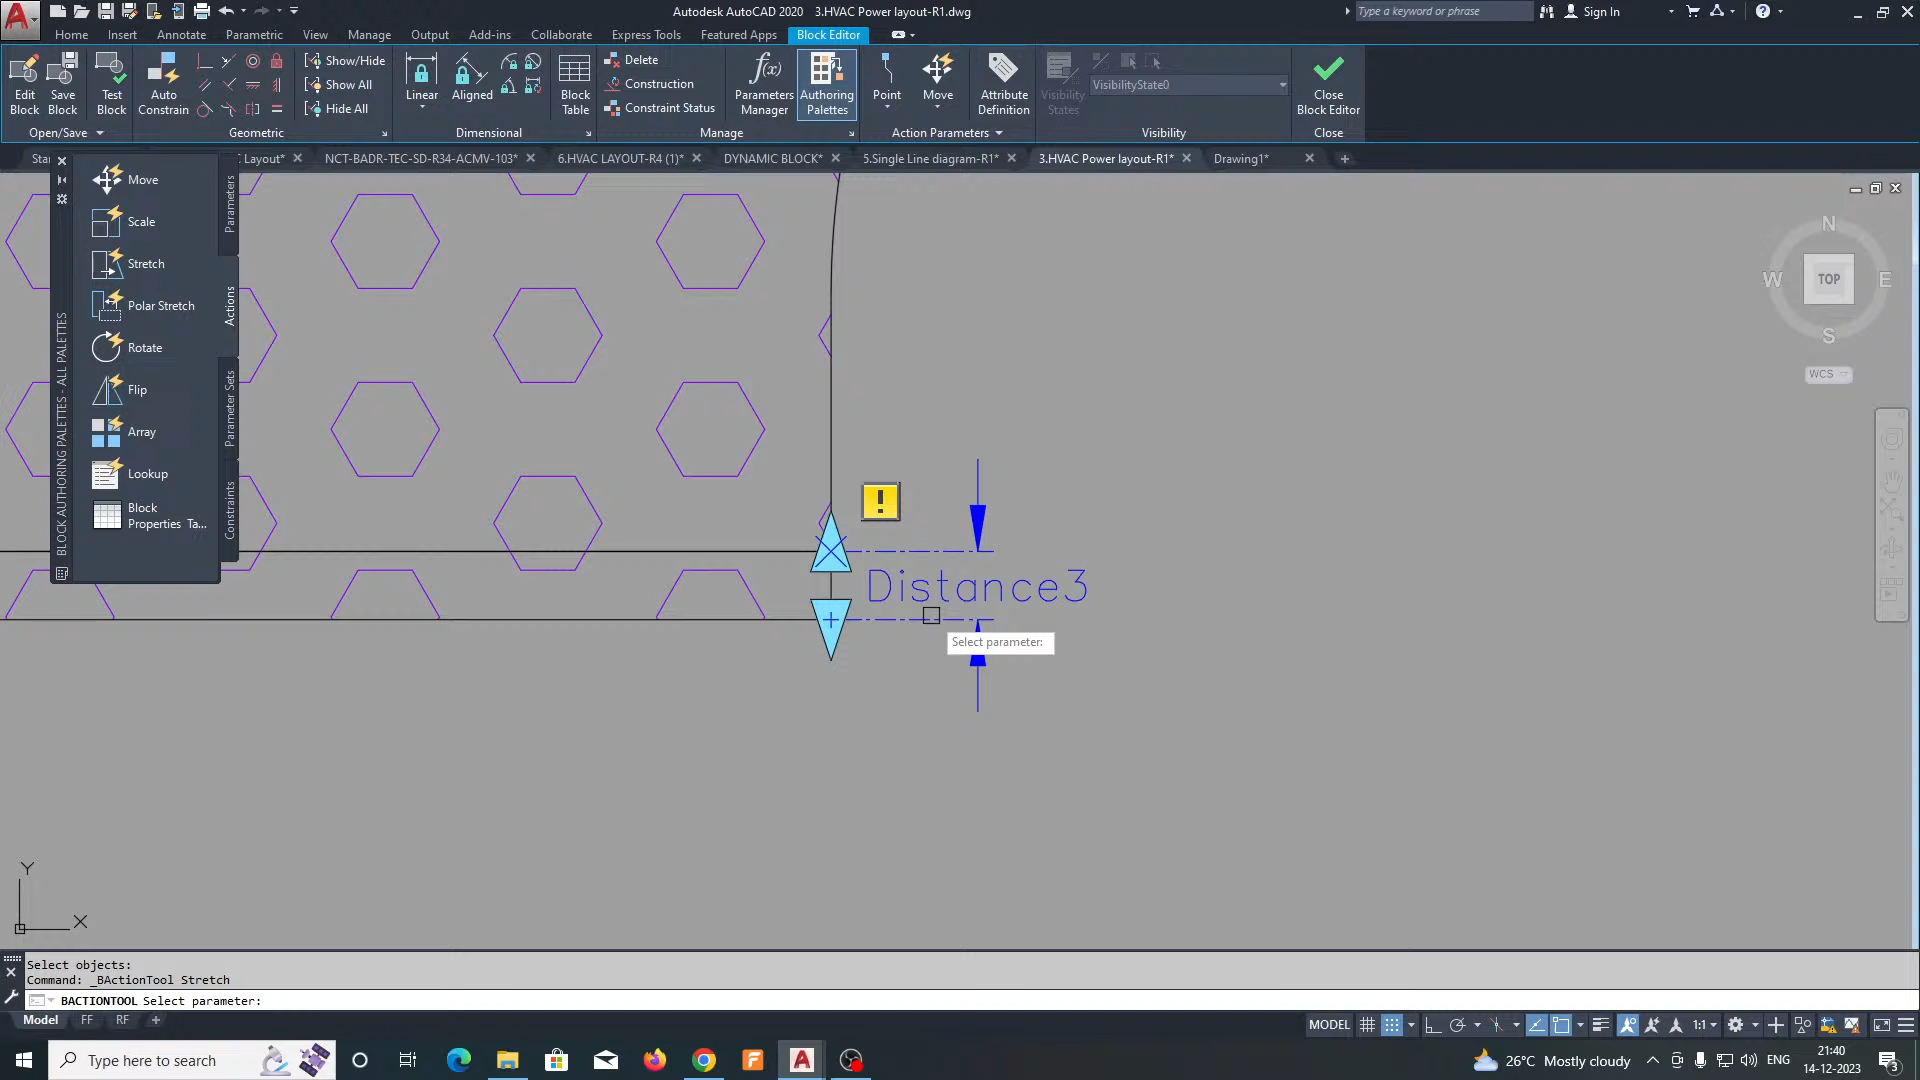 Autodesk AutoCAD 2020   3.HVAC Power layout-R1.dwg
Type a keyword or phrase
Sign In
Home
Insert
Annotate
Parametric
View
Manage
Output
Add-ins
Collaborate
Express Tools
Featured Apps
Block Editor
Edit Block
Save Block
Test Block
Auto Constrain
Show/Hide
Show All
Hide All
Linear
Aligned
Block Table
Delete
Construction
Constraint Status
Parameters Manager
Authoring Palettes
Point
Move
Attribute Definition
Visibility States
VisibilityState0
Close Block Editor
Open/Save
Geometric
Dimensional
Manage
Action Parameters
Visibility
Close
Star
Layout*
NCT-BADR-TEC-SD-R34-ACMV-103*
6.HVAC LAYOUT-R4 (1)*
DYNAMIC BLOCK*
5.Single Line diagram-R1*
3.HVAC Power layout-R1*
Drawing1*
Move
Scale
Stretch
Polar Stretch
Rotate
Flip
Array
Lookup
Block
Properties Ta...
Parameters
Actions
Parameter Sets
Constraints
BLOCK AUTHORING PALETTES - ALL PALETTES
N
W
TOP
E
S
WCS
!
Distance3
Select parameter:
Y
X
Select objects:
Command: _BActionTool Stretch
BACTIONTOOL Select parameter:
Model
FF
RF
MODEL
1:1
Type here to search
26°C Mostly cloudy
ENG
21:40
14-12-2023
3